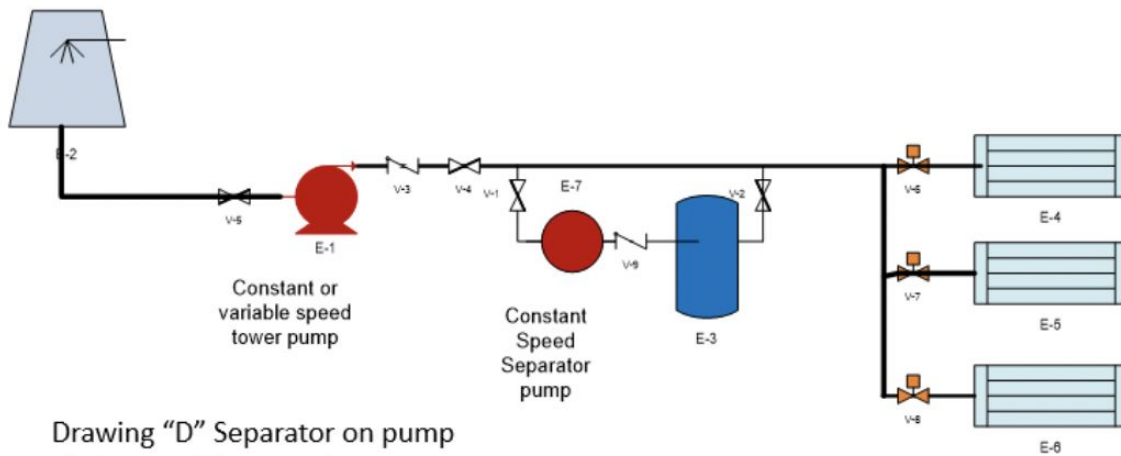 E-2
V-5
E-1
V-3
V-4
V-1
E-7
V-9
V-2
E-3
V-6
E-4
V-7
E-5
V-8
E-6
Constant or
variable speed
tower pump
Constant
Speed
Separator
pump
Drawing “D” Separator on pump